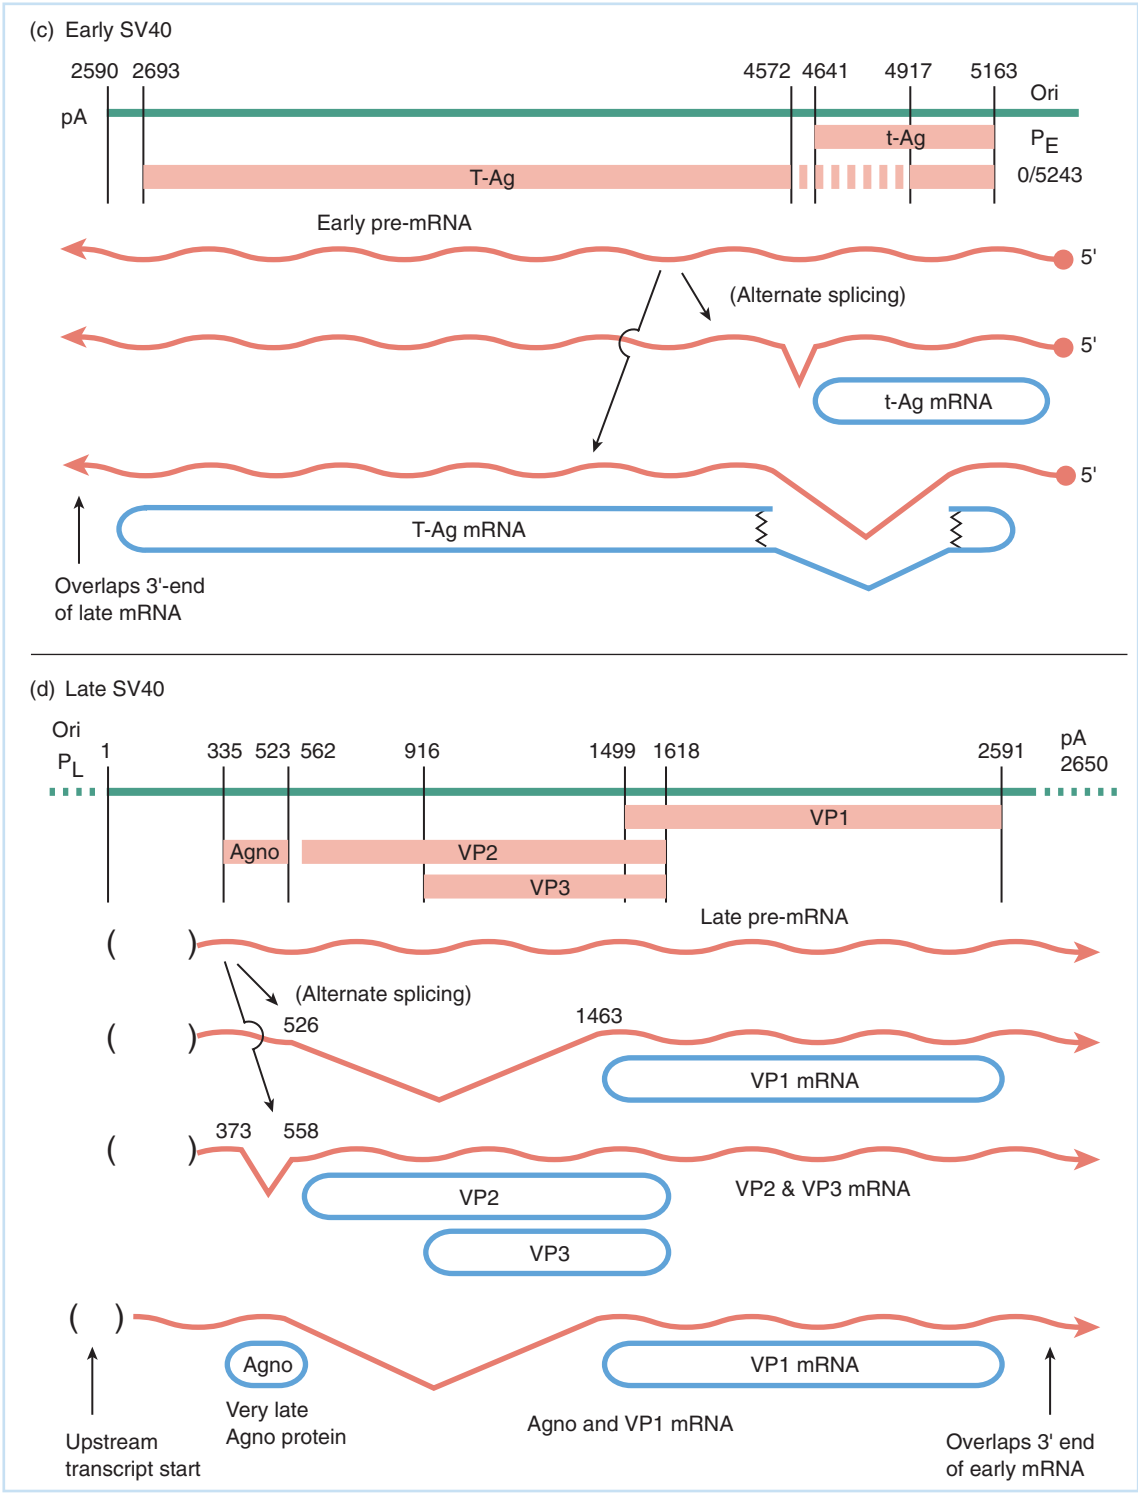 (c) Early SV40
2590 2693 4572 4641 4917 5163
Ori
pA
t-Ag
PE
T-Ag
0/5243
Early pre-mRNA
5'
(Alternate splicing)
5'
t-Ag mRNA
5'
T-Ag mRNA
Overlaps 3'-end
of late mRNA
(d) Late SV40
Ori
PL
1 335 523 562 916 1499 1618 2591
pA
2650
VP1
Agno
VP2
VP3
Late pre-mRNA
( )
(Alternate splicing)
526
1463
( )
VP1 mRNA
373
558
( )
VP2
VP2 & VP3 mRNA
VP3
( )
Agno
VP1 mRNA
Very late
Agno protein
Agno and VP1 mRNA
Upstream
transcript start
Overlaps 3' end
of early mRNA